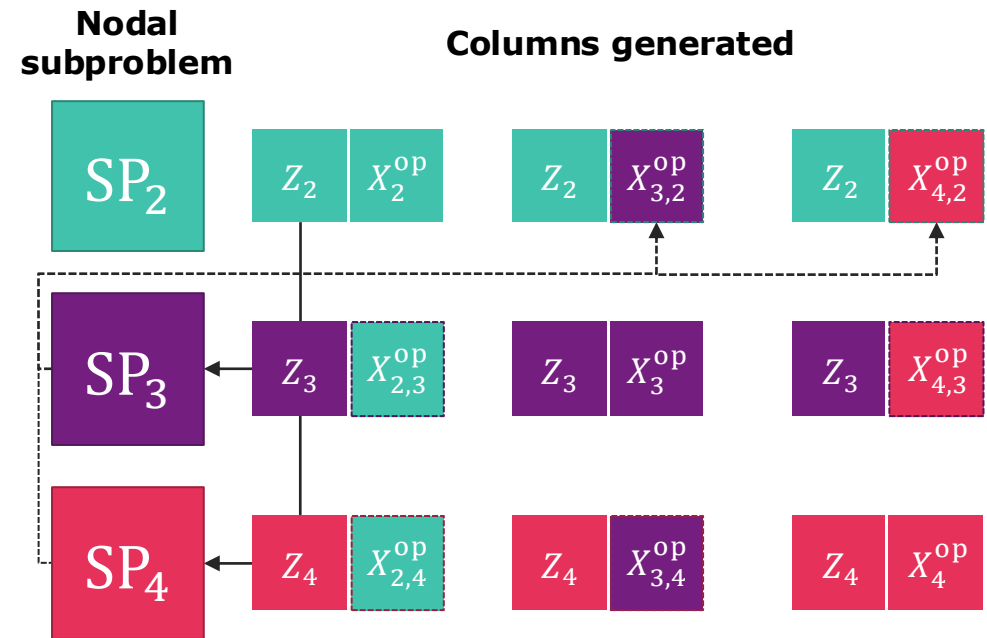 Nodal
subproblem
Columns generated
SP₂
Z₂ X₂ᵒᵖ
Z₂ X₃,₂ᵒᵖ
Z₂ X₄,₂ᵒᵖ
SP₃
Z₃ X₂,₃ᵒᵖ
Z₃ X₃ᵒᵖ
Z₃ X₄,₃ᵒᵖ
SP₄
Z₄ X₂,₄ᵒᵖ
Z₄ X₃,₄ᵒᵖ
Z₄ X₄ᵒᵖ